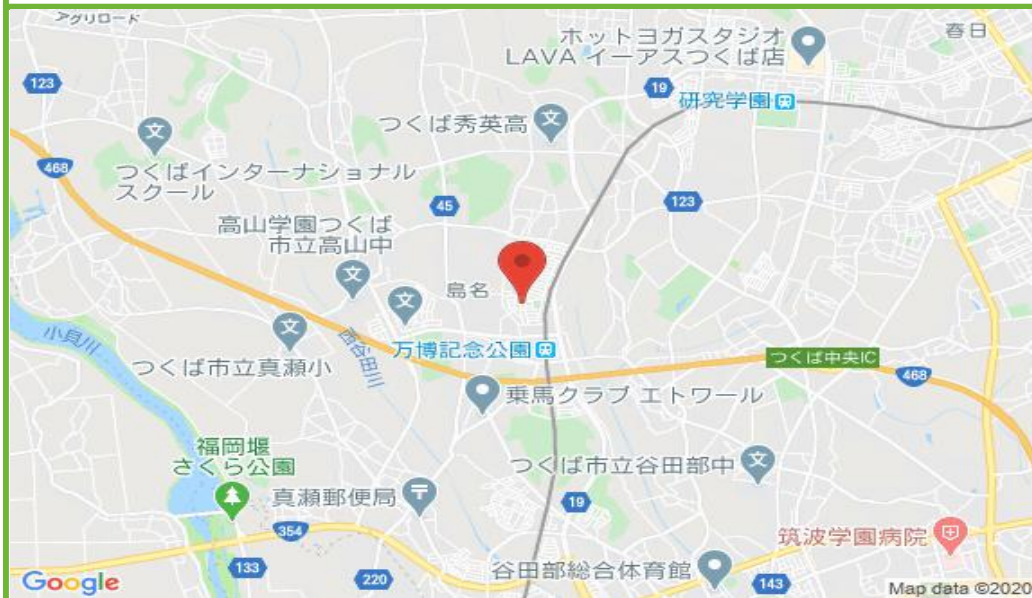 アグリロード
ホットヨガスタジオ
LAVA イーアスつくば店
春日
123
19
研究学園
つくば秀英高
文
文
468
つくばインターナショナル
スクール
45
123
高山学園つくば
市立高山中
文
島名
文
文
小貝川
西谷田川
万博記念公園
つくば市立真瀬小
つくば中央IC
468
乗馬クラブ エトワール
福岡堰
さくら公園
つくば市立谷田部中
文
真瀬郵便局
19
354
筑波学園病院
133
220
谷田部総合体育館
143
Google
Map data ©2020